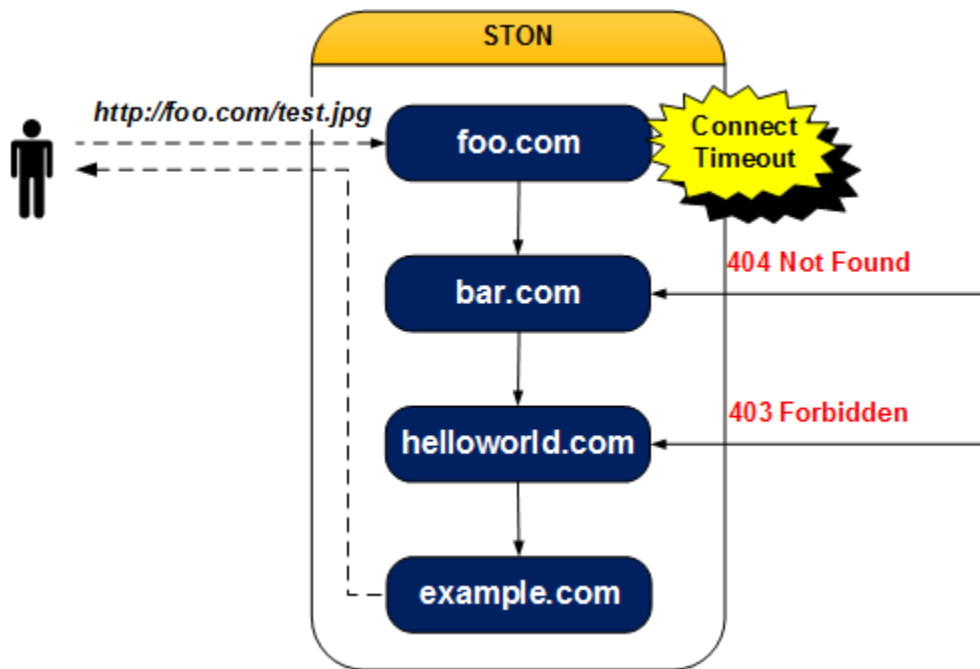 STON
http://foo.com/test.jpg
foo.com
Connect
Timeout
404 Not Found
bar.com
403 Forbidden
helloworld.com
example.com